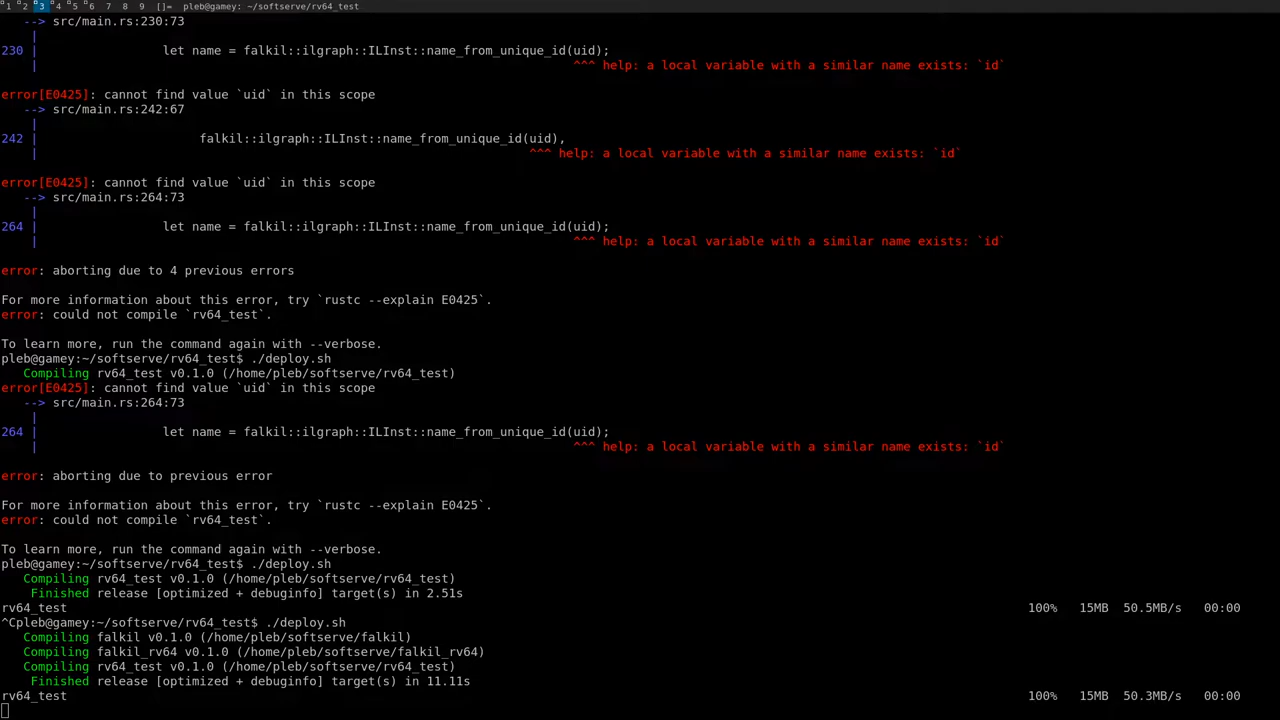 1 2 3 4 5 6 7 8 9 []= pleb@gamey: ~/softserve/rv64_test
--> src/main.rs:230:73
|
230 | let name = falkil::ilgraph::ILInst::name_from_unique_id(uid);
| ^^^ help: a local variable with a similar name exists: `id`
error[E0425]: cannot find value `uid` in this scope
--> src/main.rs:242:67
|
242 | falkil::ilgraph::ILInst::name_from_unique_id(uid),
| ^^^ help: a local variable with a similar name exists: `id`
error[E0425]: cannot find value `uid` in this scope
--> src/main.rs:264:73
|
264 | let name = falkil::ilgraph::ILInst::name_from_unique_id(uid);
| ^^^ help: a local variable with a similar name exists: `id`
error: aborting due to 4 previous errors
For more information about this error, try `rustc --explain E0425`.
error: could not compile `rv64_test`.
To learn more, run the command again with --verbose.
pleb@gamey:~/softserve/rv64_test$ ./deploy.sh
Compiling rv64_test v0.1.0 (/home/pleb/softserve/rv64_test)
error[E0425]: cannot find value `uid` in this scope
--> src/main.rs:264:73
|
264 | let name = falkil::ilgraph::ILInst::name_from_unique_id(uid);
| ^^^ help: a local variable with a similar name exists: `id`
error: aborting due to previous error
For more information about this error, try `rustc --explain E0425`.
error: could not compile `rv64_test`.
To learn more, run the command again with --verbose.
pleb@gamey:~/softserve/rv64_test$ ./deploy.sh
Compiling rv64_test v0.1.0 (/home/pleb/softserve/rv64_test)
Finished release [optimized + debuginfo] target(s) in 2.51s
rv64_test 100% 15MB 50.5MB/s 00:00
^Cpleb@gamey:~/softserve/rv64_test$ ./deploy.sh
Compiling falkil v0.1.0 (/home/pleb/softserve/falkil)
Compiling falkil_rv64 v0.1.0 (/home/pleb/softserve/falkil_rv64)
Compiling rv64_test v0.1.0 (/home/pleb/softserve/rv64_test)
Finished release [optimized + debuginfo] target(s) in 11.11s
rv64_test 100% 15MB 50.3MB/s 00:00